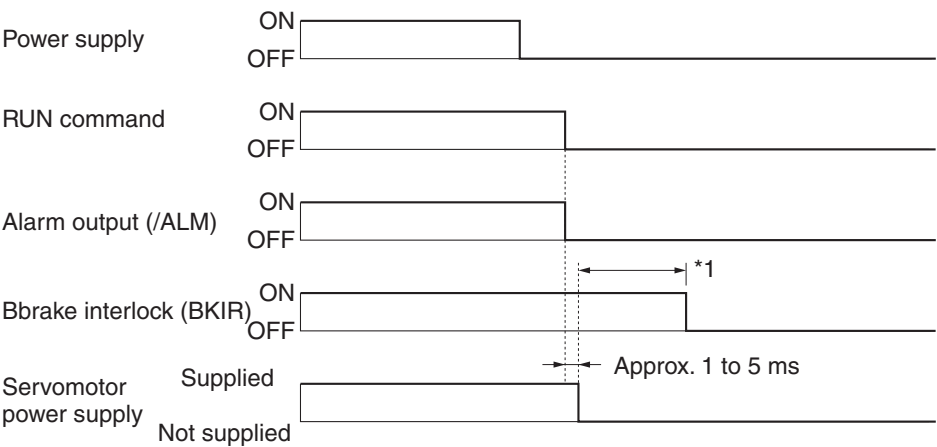 Power supply
ON
OFF
RUN command
ON
OFF
Alarm output (/ALM)
ON
OFF
*1
Bbrake interlock (BKIR)
ON
OFF
Approx. 1 to 5 ms
Servomotor
power supply
Supplied
Not supplied